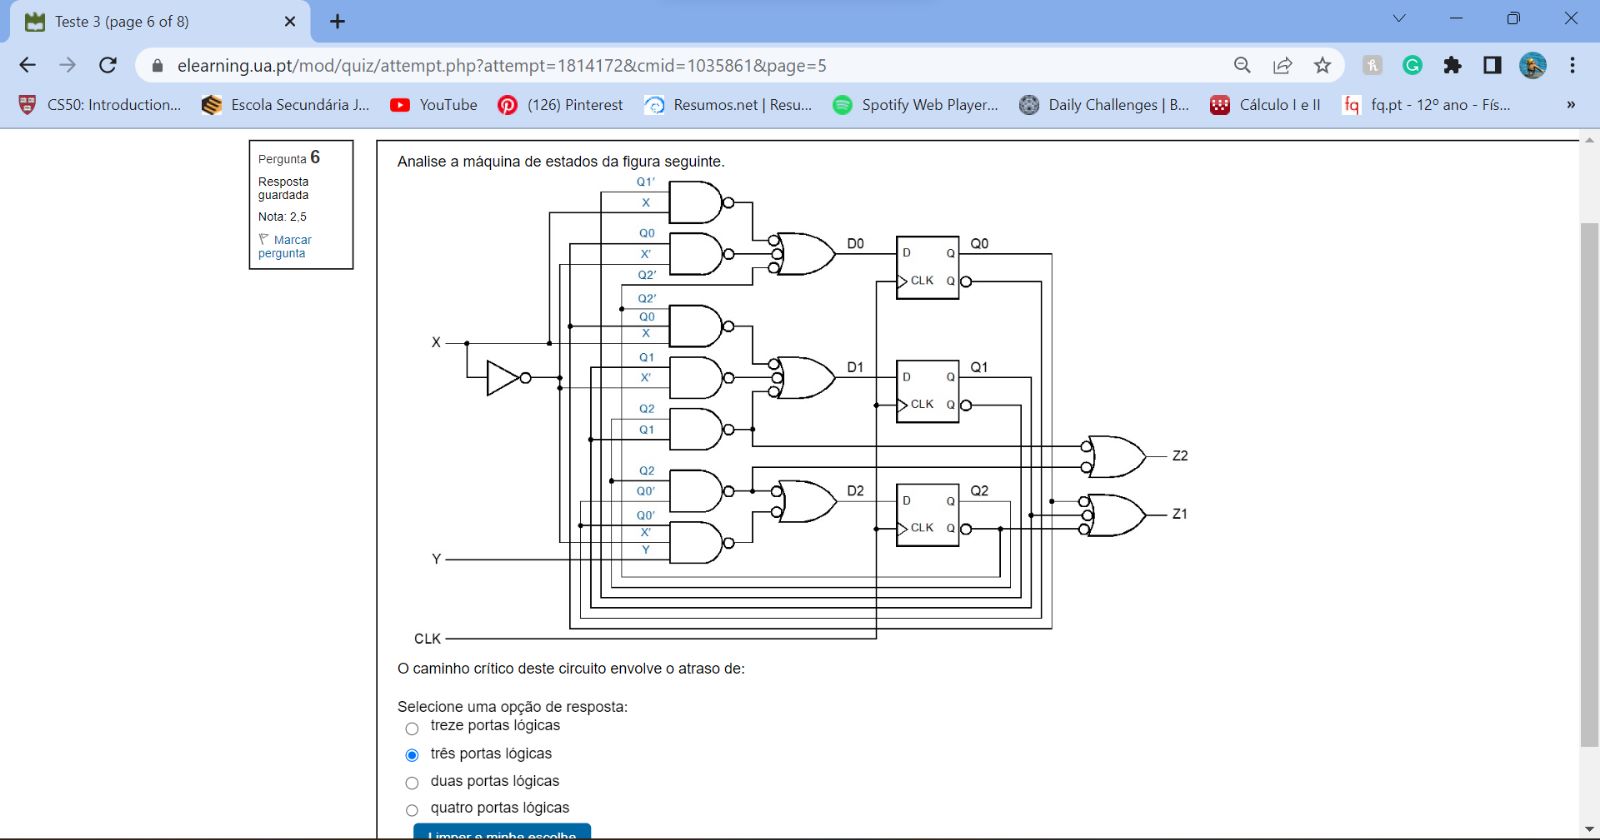 Teste 3 (page 6 of 8)
elearning.ua.pt/mod/quiz/attempt.php?attempt=1814172&cmid=1035861&page=5
CS50: Introduction... Escola Secundária J... YouTube (126) Pinterest Resumos.net | Resu... Spotify Web Player... Daily Challenges | B... Cálculo I e II fq fq.pt - 12º ano - Fís... »
Pergunta 6
Resposta
guardada
Nota: 2,5
Marcar
pergunta
Analise a máquina de estados da figura seguinte.
Q1'
X
Q0
X'
Q2'
Q2'
Q0
X
Q1
X'
Q2
Q1
Q2
Q0'
Q0'
X'
Y
X
Y
CLK
D0
D Q
CLK Q
Q0
D1
D Q
CLK Q
Q1
D2
D Q
CLK Q
Q2
Z2
Z1
O caminho crítico deste circuito envolve o atraso de:
Selecione uma opção de resposta:
treze portas lógicas
três portas lógicas
duas portas lógicas
quatro portas lógicas
Limpar a minha escolha